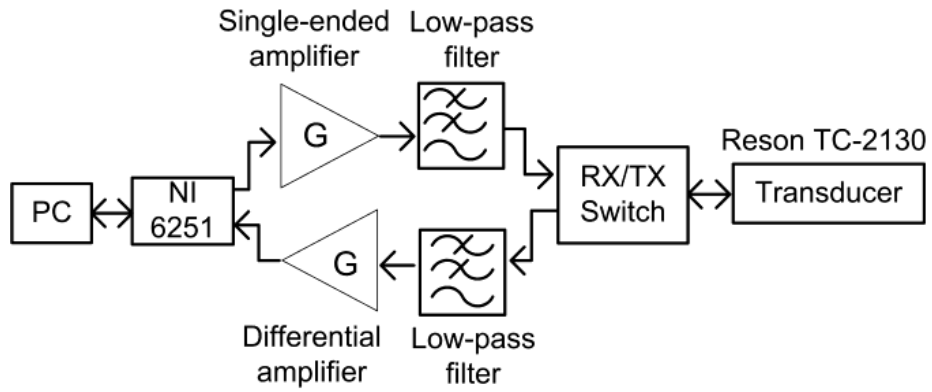 Single-ended
amplifier
Low-pass
filter
G
Reson TC-2130
PC
NI
6251
RX/TX
Switch
Transducer
G
Differential
amplifier
Low-pass
filter